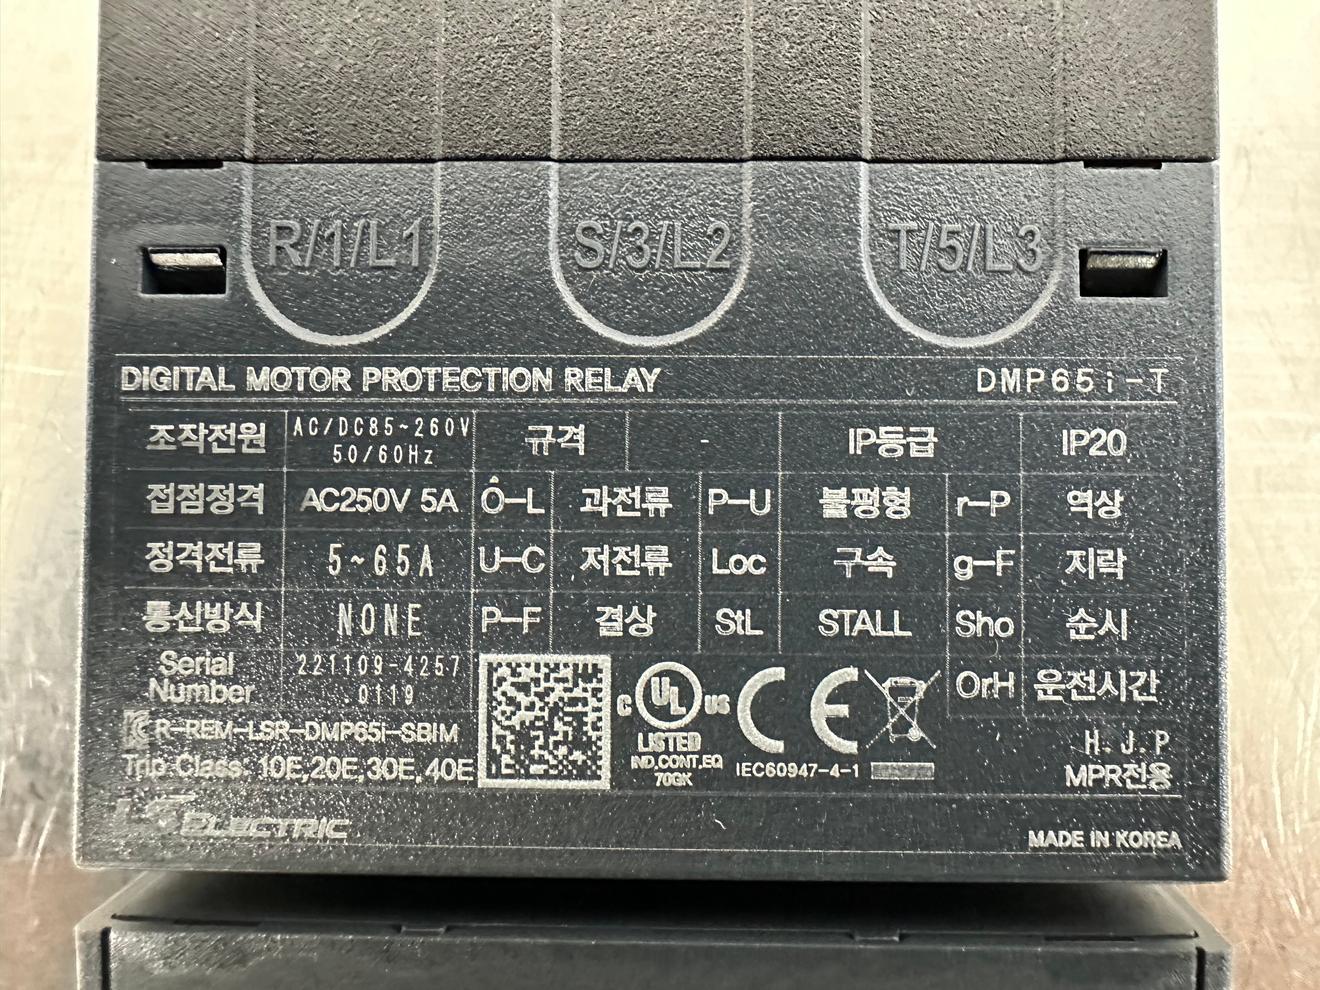 R/1/L1 S/3/L2 T/5/L3
DIGITAL MOTOR PROTECTION RELAY DMP65i-T
조작전원 AC/DC85~260V 50/60Hz 규격 - IP등급 IP20
접점정격 AC250V 5A Ô-L 과전류 P-U 불평형 r-P 역상
정격전류 5~65A U-C 저전류 Loc 구속 g-F 지락
통신방식 NONE P-F 결상 StL STALL Sho 순시
Serial Number 221109-4257 0119 OrH 운전시간
C UL US
LISTED
IND.CONT.EQ
70GK
CE
IEC60947-4-1
R-REM-LSR-DMP65i-SBIM
Trip Class: 10E,20E,30E,40E
H.J.P
MPR전용
LS ELECTRIC
MADE IN KOREA